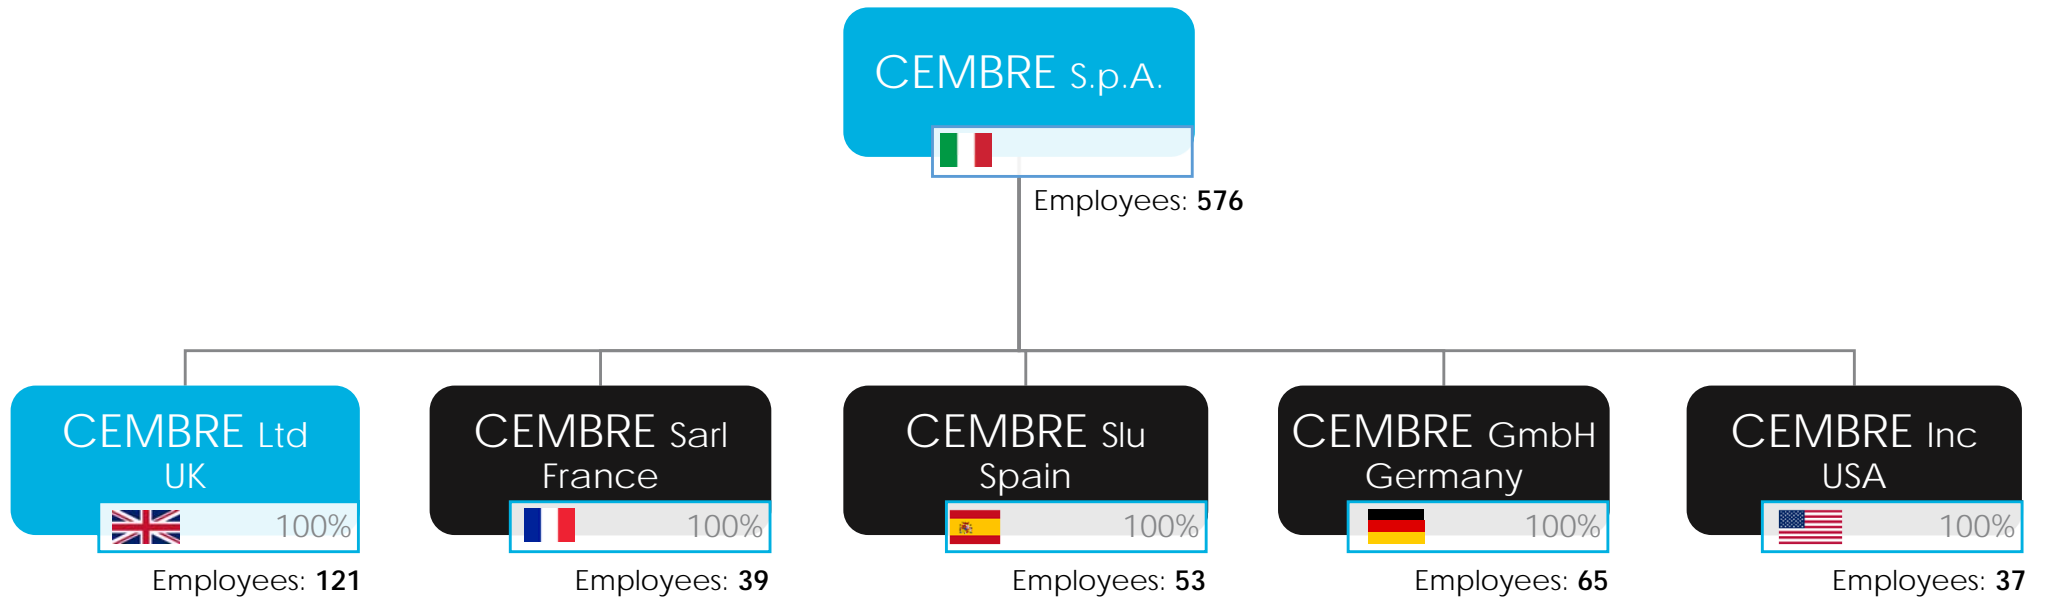 CEMBRE S.p.A.
Employees: 576
CEMBRE Ltd
UK
100%
Employees: 121
CEMBRE Sarl
France
100%
Employees: 39
CEMBRE Slu
Spain
100%
Employees: 53
CEMBRE GmbH
Germany
100%
Employees: 65
CEMBRE Inc
USA
100%
Employees: 37